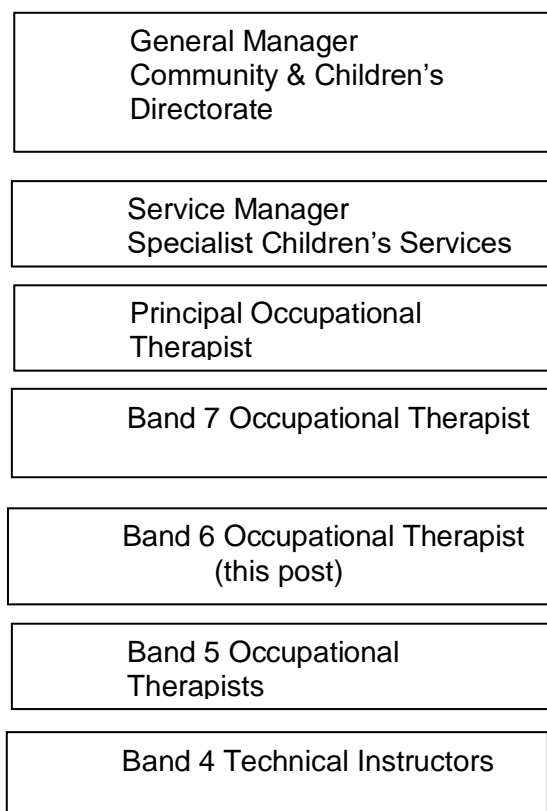 General Manager
Community & Children’s
Directorate
Service Manager
Specialist Children’s Services
Principal Occupational
Therapist
Band 7 Occupational Therapist
Band 6 Occupational Therapist
(this post)
Band 5 Occupational
Therapists
Band 4 Technical Instructors